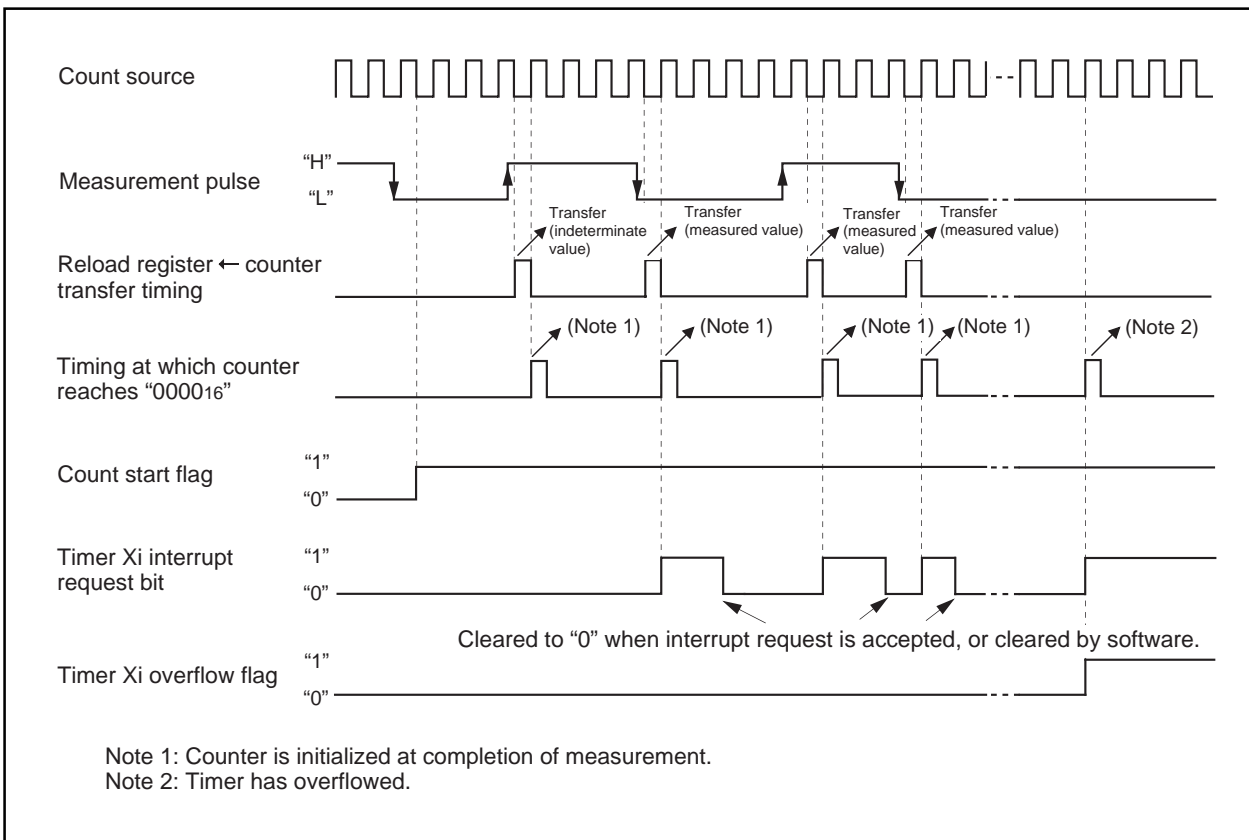 Count source
Measurement pulse
“H”
“L”
Transfer
(indeterminate
value)
Transfer
(measured value)
Transfer
(measured
value)
Transfer
(measured value)
Reload register ← counter
transfer timing
Timing at which counter
reaches “000016”
(Note 1)
(Note 1)
(Note 1)
(Note 1)
(Note 2)
Count start flag
“1”
“0”
Timer Xi interrupt
request bit
“1”
“0”
Cleared to “0” when interrupt request is accepted, or cleared by software.
Timer Xi overflow flag
“1”
“0”
Note 1: Counter is initialized at completion of measurement.
Note 2: Timer has overflowed.